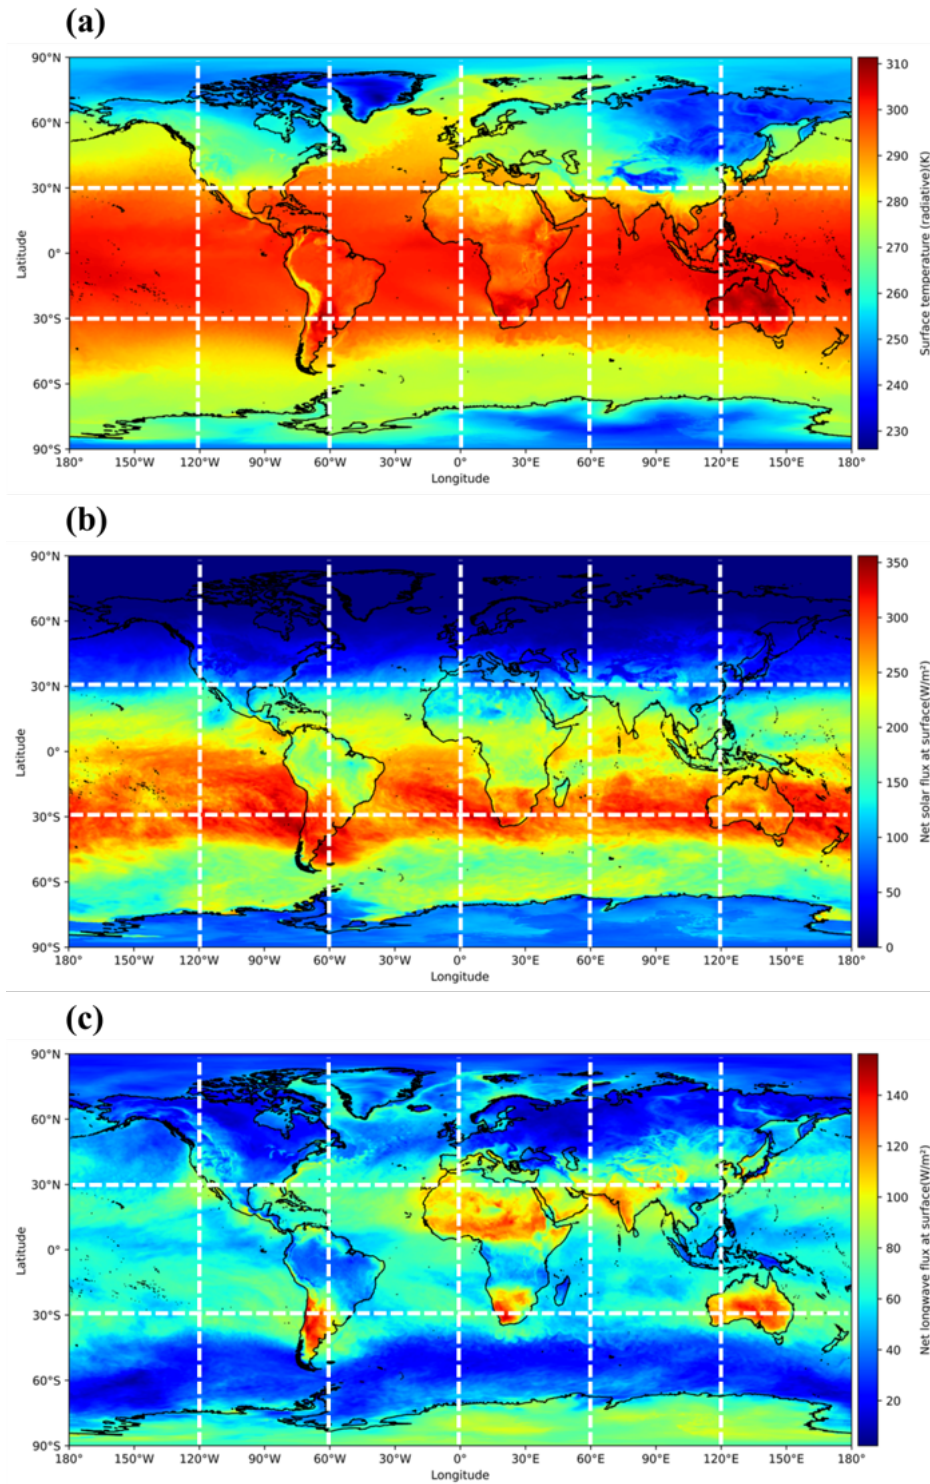 (a)
90°N
60°N
30°N
0°
30°S
60°S
90°S
Latitude
180° 150°W 120°W 90°W 60°W 30°W 0° 30°E 60°E 90°E 120°E 150°E 180°
Longitude
310
300
290
280
270
260
250
240
230
Surface temperature (radiative)(K)
(b)
90°N
60°N
30°N
0°
30°S
60°S
90°S
Latitude
180° 150°W 120°W 90°W 60°W 30°W 0° 30°E 60°E 90°E 120°E 150°E 180°
Longitude
350
300
250
200
150
100
50
0
Net solar flux at surface(W/m²)
(c)
90°N
60°N
30°N
0°
30°S
60°S
90°S
Latitude
180° 150°W 120°W 90°W 60°W 30°W 0° 30°E 60°E 90°E 120°E 150°E 180°
Longitude
140
120
100
80
60
40
20
Net longwave flux at surface(W/m²)